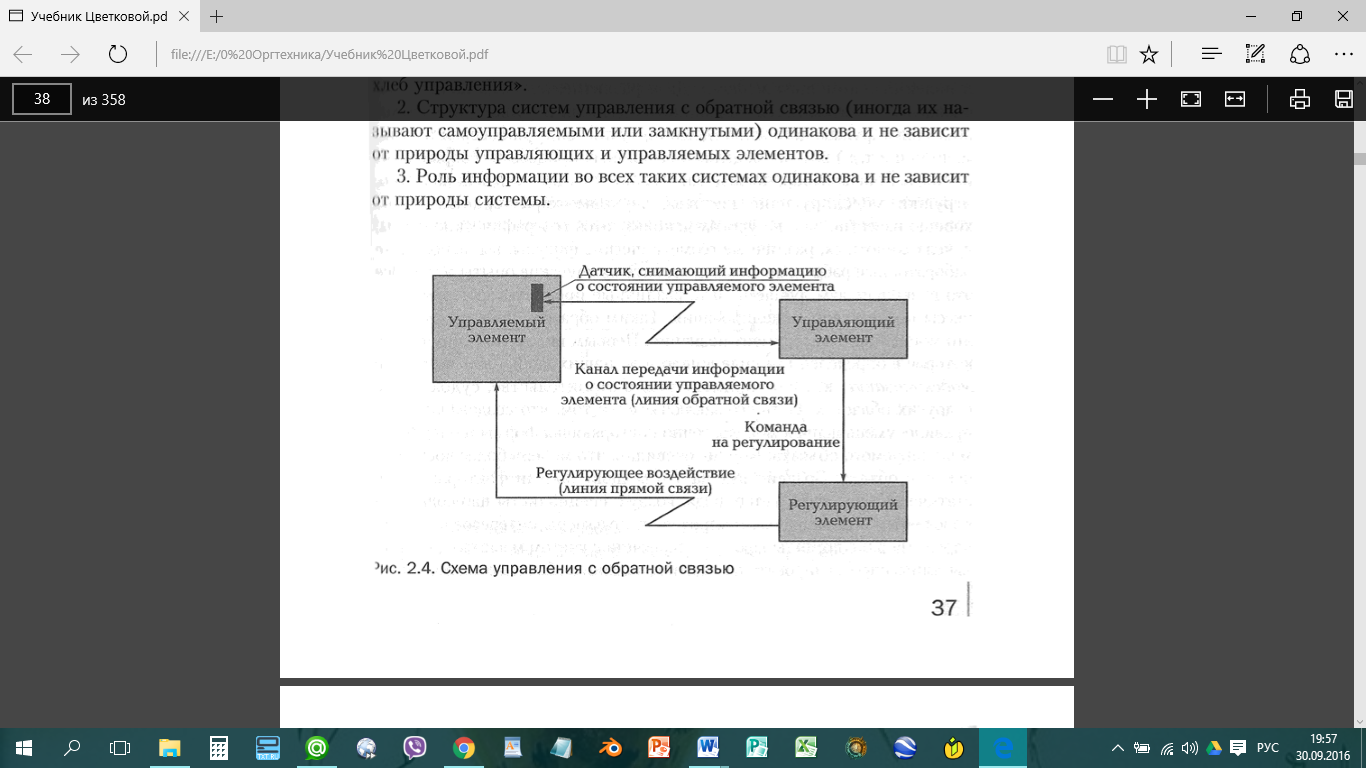 Учебник Цветковой.pd
file:///E:/0%20Оргтехника/Учебник%20Цветковой.pdf
38 из 358
хлеб управления».
2. Структура систем управления с обратной связью (иногда их на-
зывают самоуправляемыми или замкнутыми) одинакова и не зависит
от природы управляющих и управляемых элементов.
3. Роль информации во всех таких системах одинакова и не зависит
от природы системы.
Датчик, снимающий информацию
о состоянии управляемого элемента
Управляемый
элемент
Управляющий
элемент
Канал передачи информации
о состоянии управляемого
элемента (линия обратной связи)
Команда
на регулирование
Регулирующее воздействие
(линия прямой связи)
Регулирующий
элемент
Рис. 2.4. Схема управления с обратной связью
37
РУС
19:57
30.09.2016